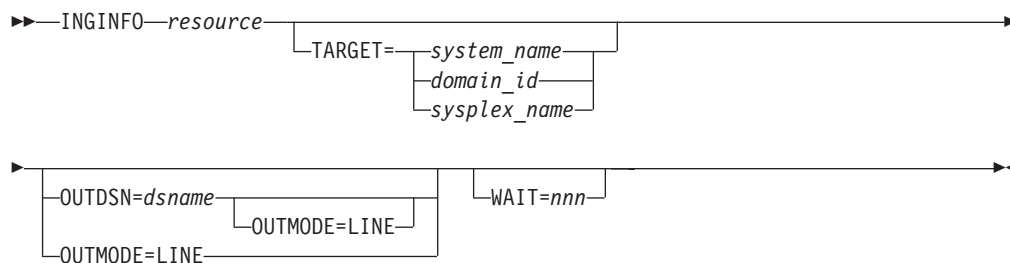 INGINFO resource
TARGET= system_name
domain_id
sysplex_name
OUTDSN=dsname WAIT=nnn
OUTMODE=LINE
OUTMODE=LINE